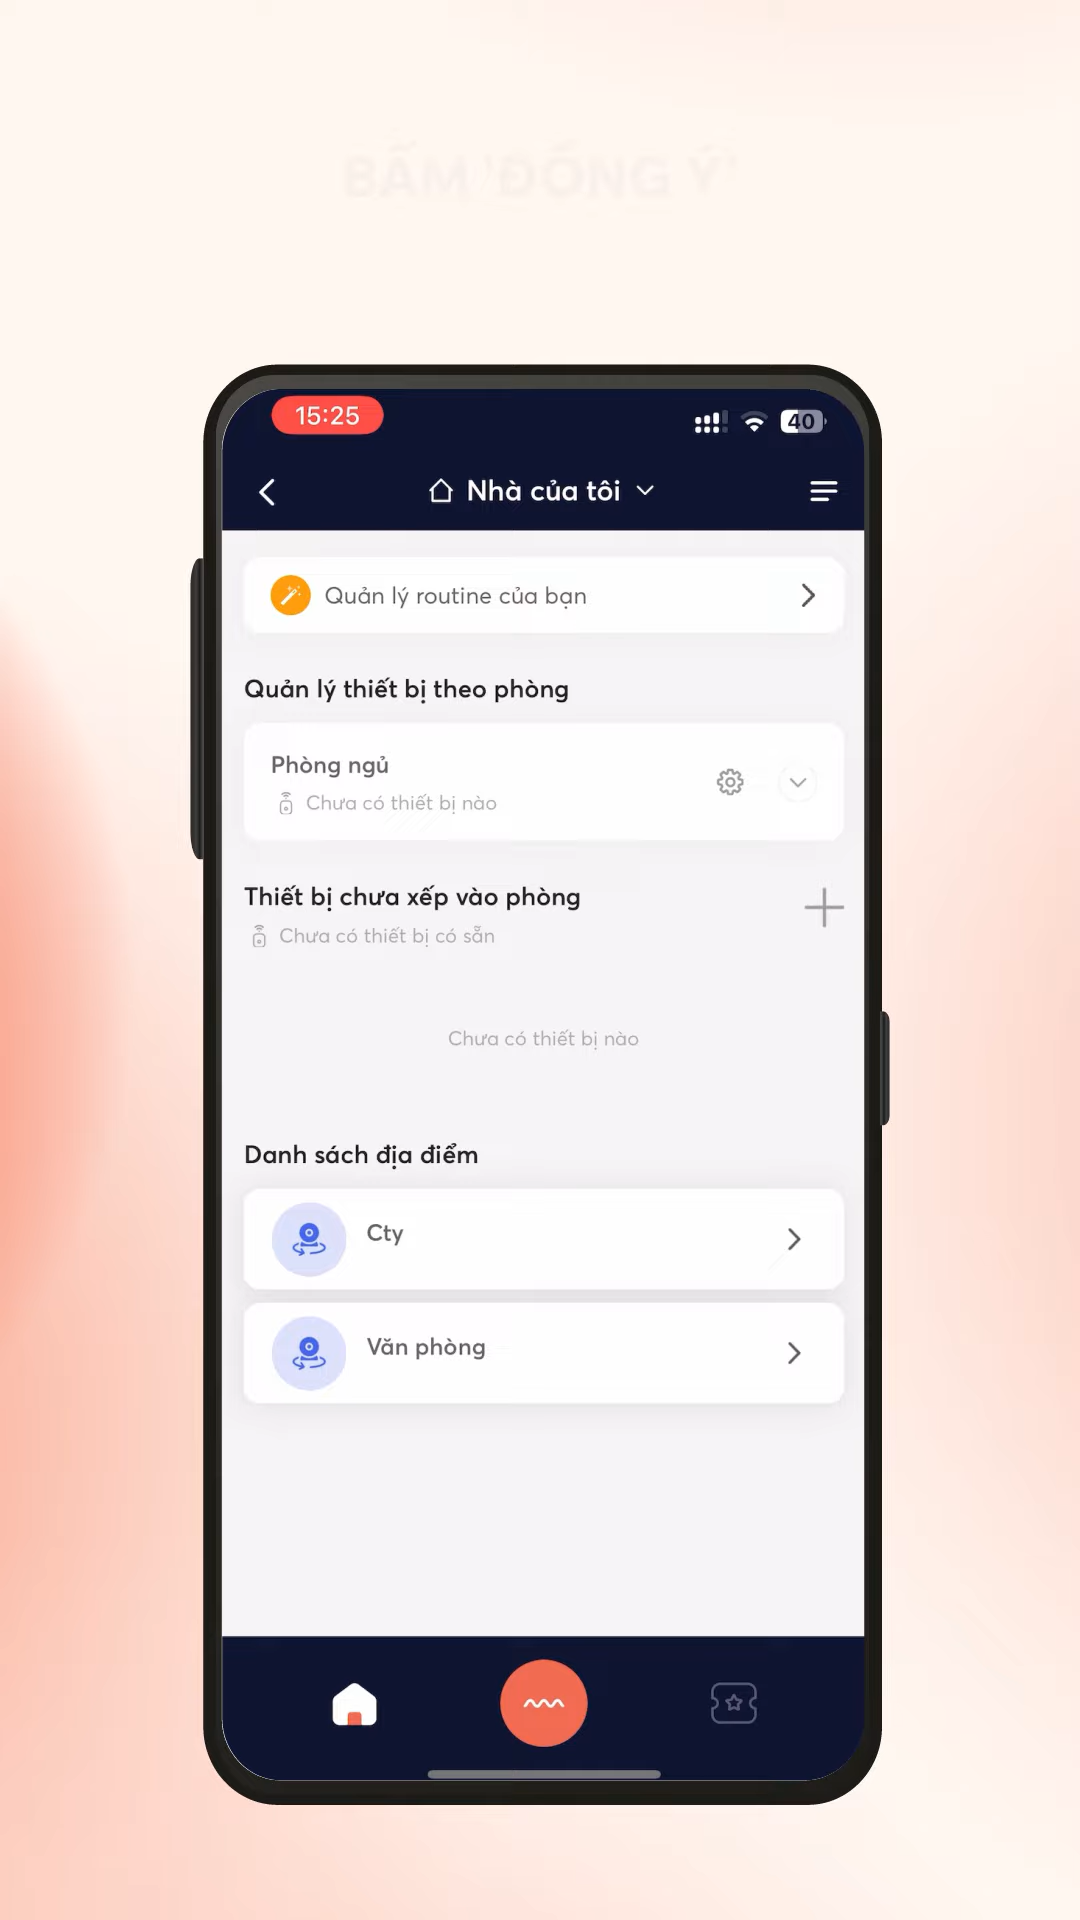 BẤM 'ĐỒNG Ý'
15:25
40
Nhà của tôi
Quản lý routine của bạn
Quản lý thiết bị theo phòng
Phòng ngủ
Chưa có thiết bị nào
Thiết bị chưa xếp vào phòng
Chưa có thiết bị có sẵn
Chưa có thiết bị nào
Danh sách địa điểm
Cty
Văn phòng